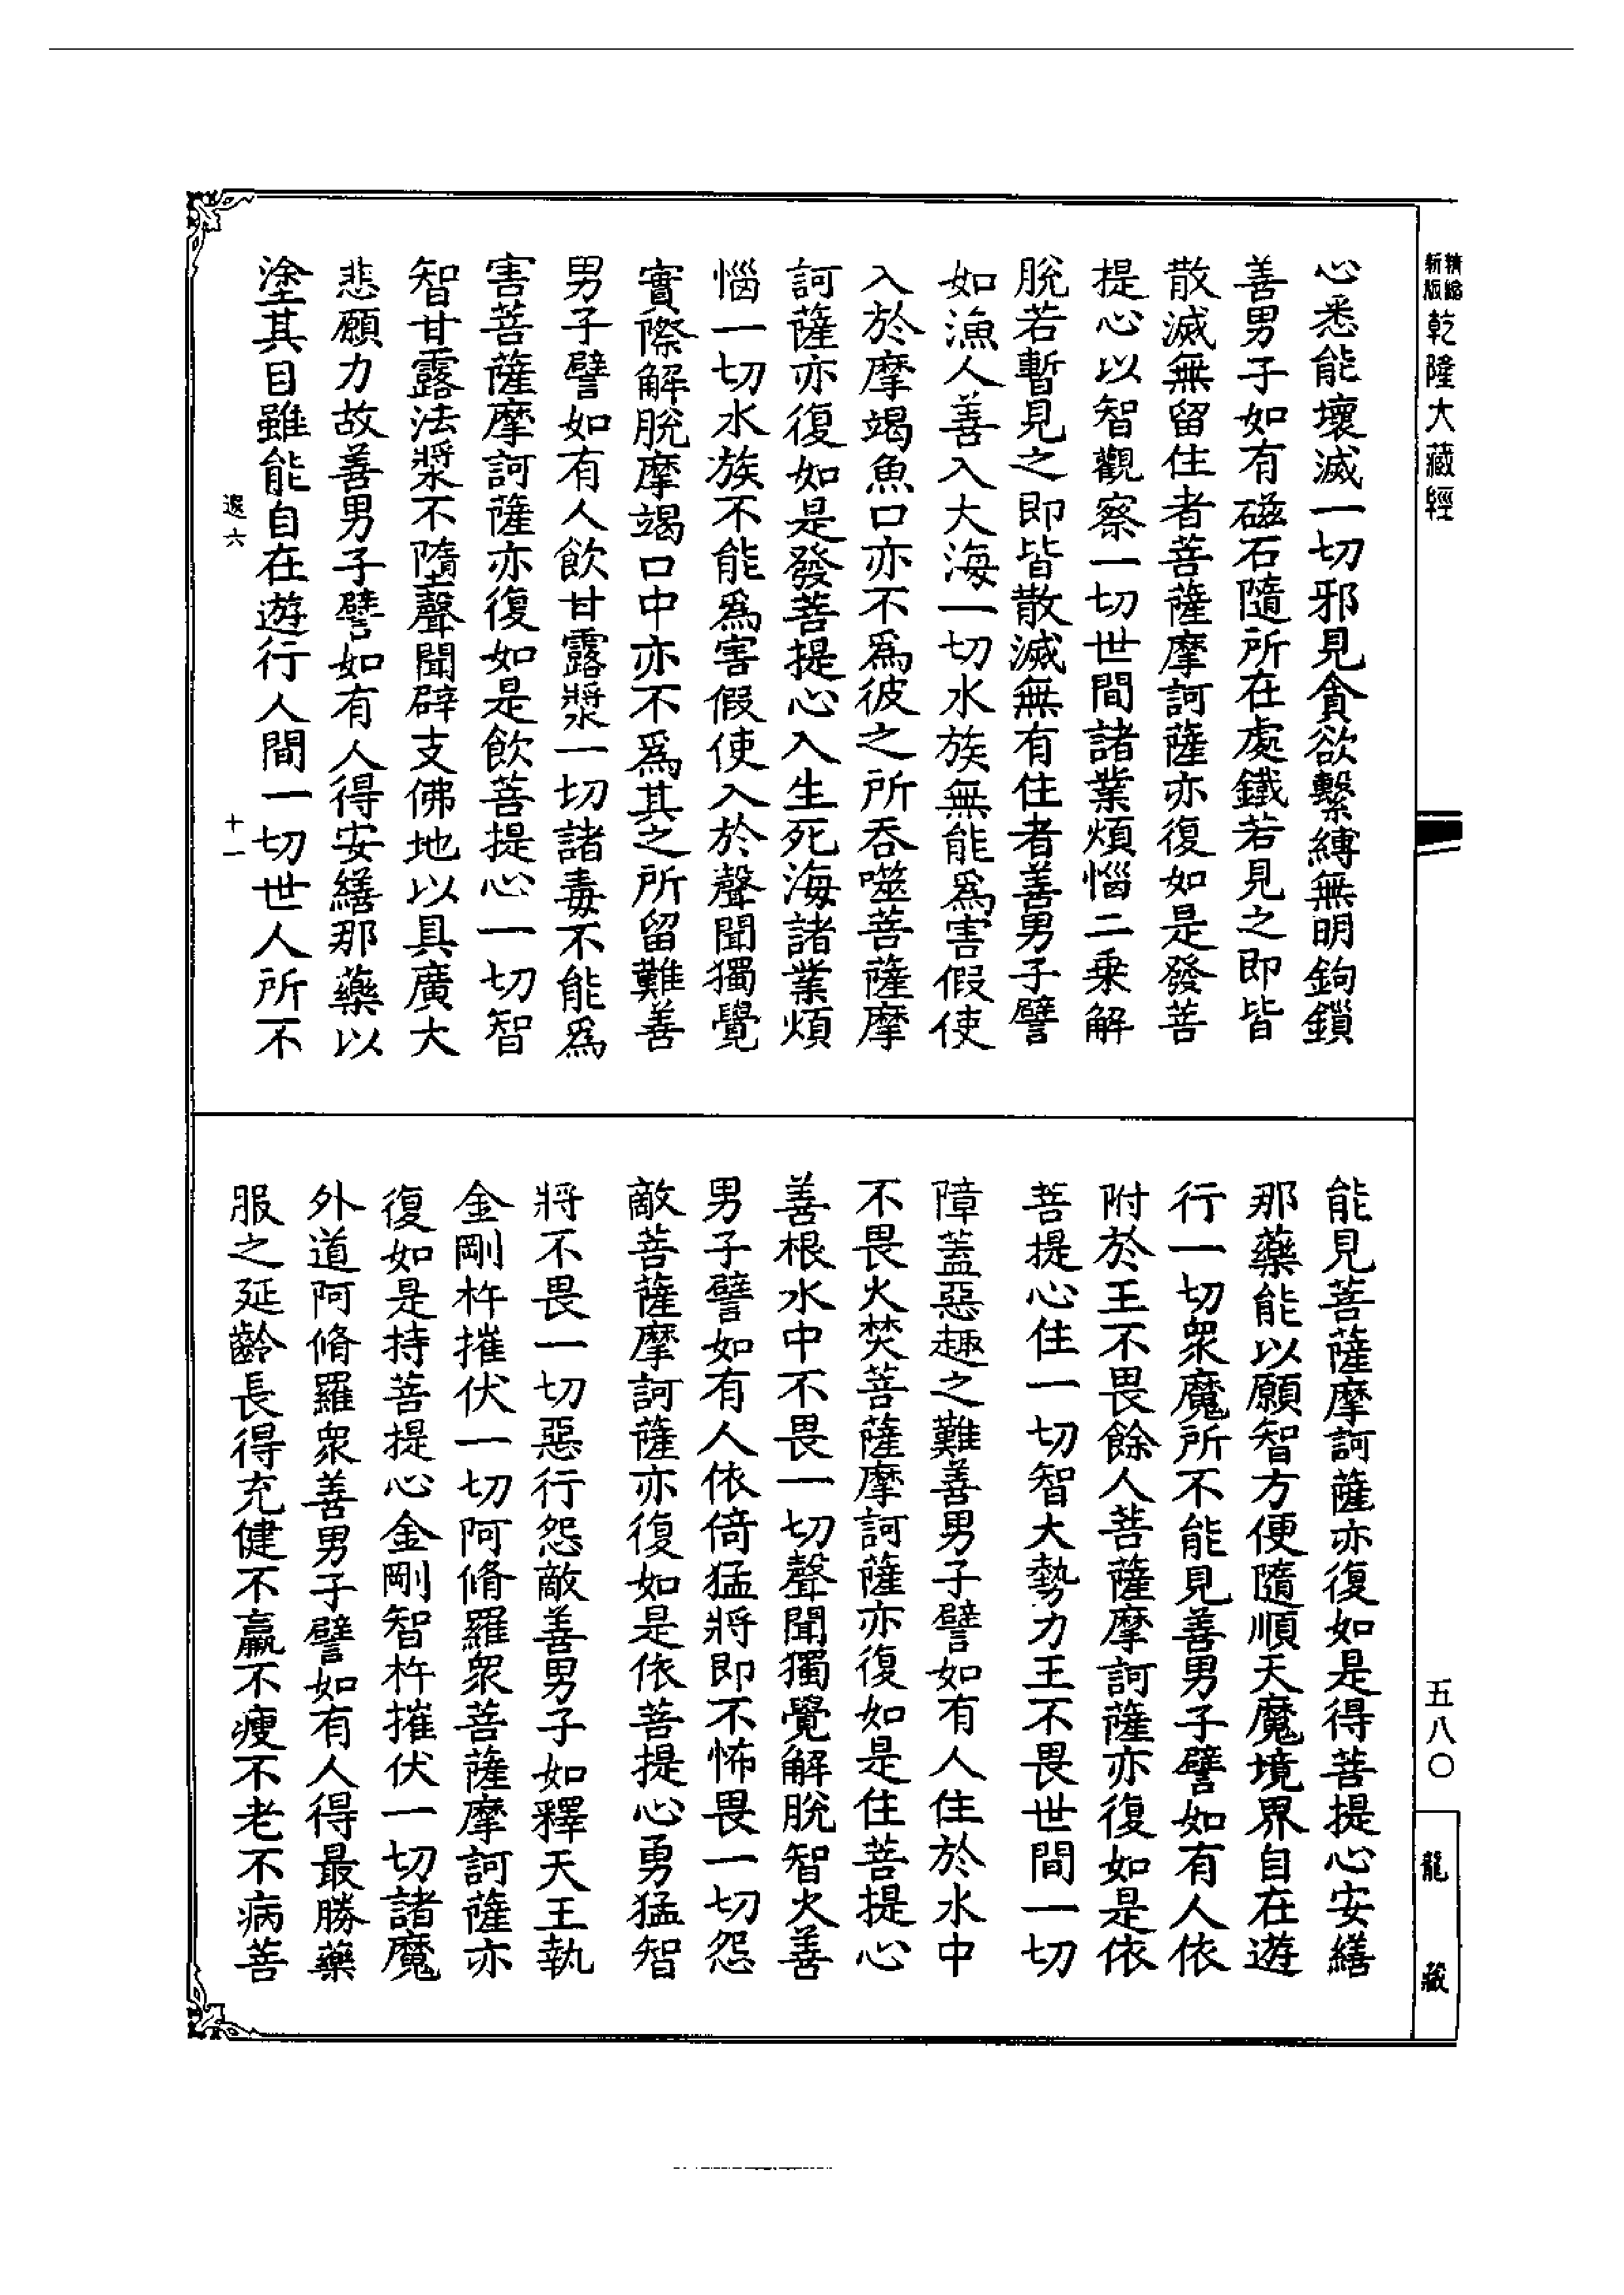 精縮新版乾隆大藏經
心悉能壞滅一切邪見貪欲繫縛無明鉤鎖
善男子如有磁石隨所在處鐵若見之即皆
散滅無留住者菩薩摩訶薩亦復如是發菩
提心以智觀察一切世間諸業煩惱二乗解
脫若暫見之即皆散滅無有住者善男子譬
如漁人善入大海一切水族無能爲害假使
入於摩竭魚口亦不爲彼之所吞噬菩薩摩
訶薩亦復如是發菩提心入生死海諸業煩
惱一切水族不能爲害假使入於聲聞獨覺
實際解脫摩竭口中亦不爲其之所留難善
男子譬如有人飲甘露漿一切諸毒不能爲
害菩薩摩訶薩亦復如是飲菩提心一切智
智甘露法漿不墮聲聞辟支佛地以具廣大
悲願力故善男子譬如有人得安繕那藥以
塗其目雖能自在遊行人間一切世人所不
遐六 十一
能見菩薩摩訶薩亦復如是得菩提心安繕
那藥能以願智方便隨順天魔境界自在遊
行一切衆魔所不能見善男子譬如有人依
附於王不畏餘人菩薩摩訶薩亦復如是依
菩提心住一切智大勢力王不畏世間一切
障蓋惡趣之難善男子譬如有人住於水中
不畏火焚菩薩摩訶薩亦復如是住菩提心
善根水中不畏一切聲聞獨覺解脫智火善
男子譬如有人依倚猛將即不怖畏一切怨
敵菩薩摩訶薩亦復如是依菩提心勇猛智
將不畏一切惡行怨敵善男子如釋天王執
金剛杵摧伏一切阿脩羅衆菩薩摩訶薩亦
復如是持菩提心金剛智杵摧伏一切諸魔
外道阿脩羅衆善男子譬如有人得最勝藥
服之延齡長得充健不羸不瘦不老不病菩
五八〇
龍藏